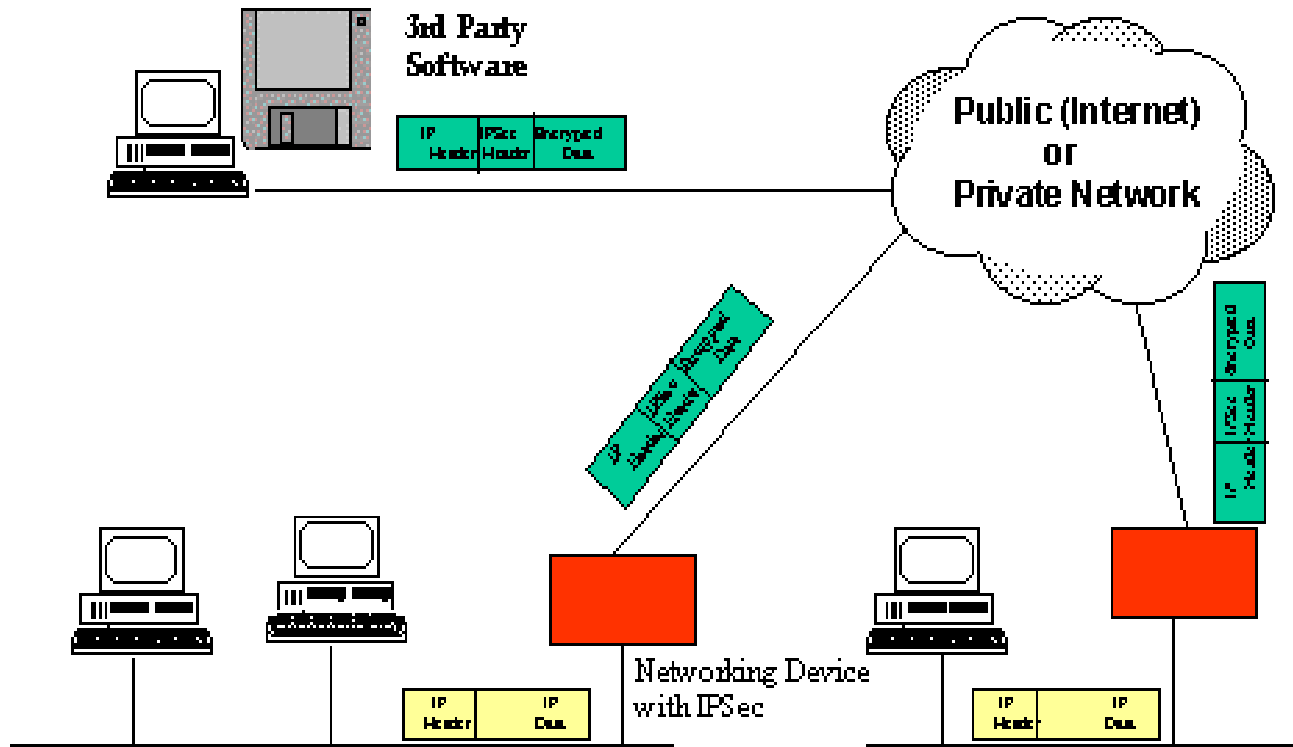 3rd Party
Software
IP Header
IPSec Header
Encrypted Data
Public (Internet)
or
Private Network
Encrypted Data
IPSec Header
IP Header
Encrypted Data
IPSec Header
IP Header
Networking Device
with IPSec
IP Header
IP Data
IP Header
IP Data